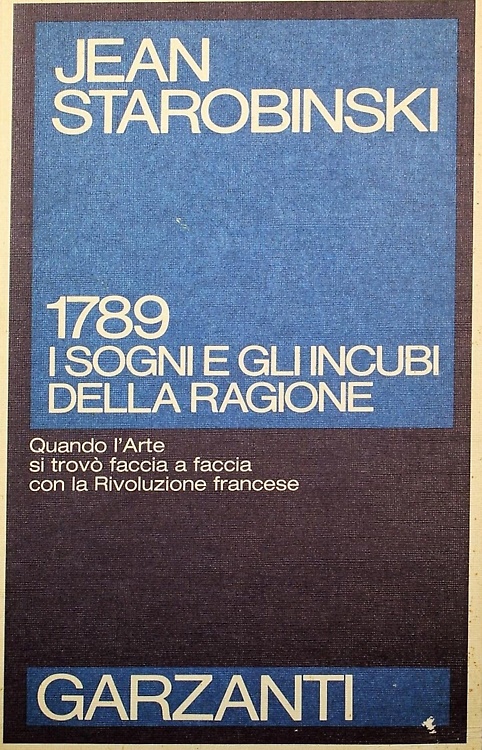 JEAN
STAROBINSKI
1789
I SOGNI E GLI INCUBI
DELLA RAGIONE
Quando l'Arte
si trovò faccia a faccia
con la Rivoluzione francese
GARZANTI